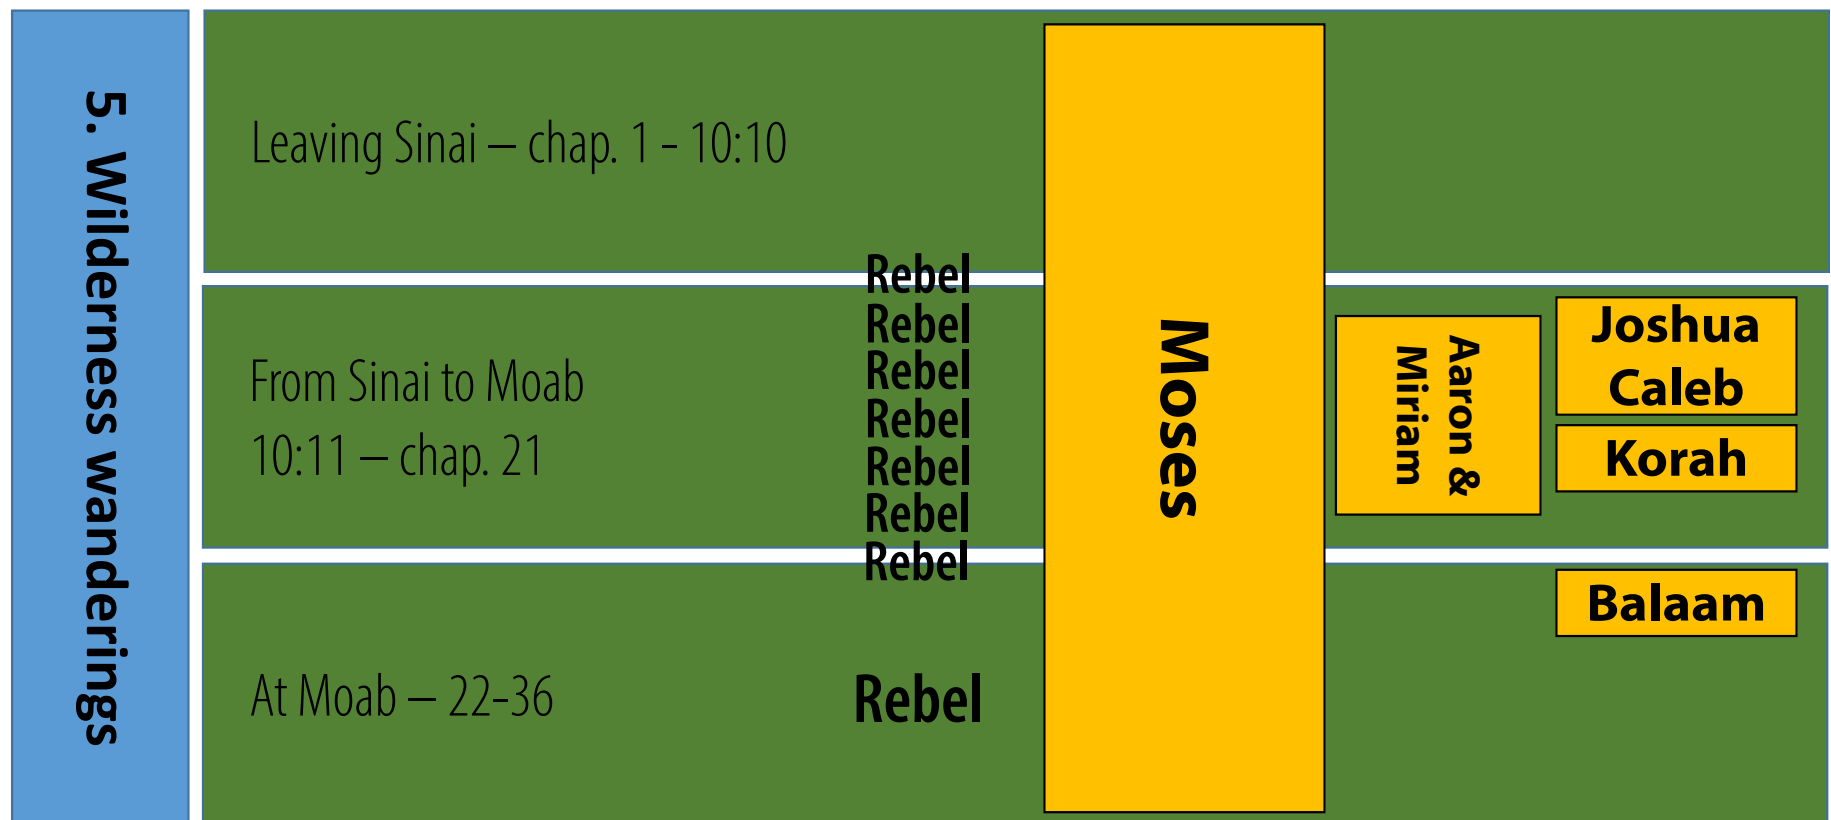 5. Wilderness wanderings
Leaving Sinai – chap. 1 - 10:10
From Sinai to Moab
10:11 – chap. 21
At Moab – 22-36
Rebel
Rebel
Rebel
Rebel
Rebel
Rebel
Rebel
Rebel
Moses
Aaron &
Miriam
Joshua
Caleb
Korah
Balaam